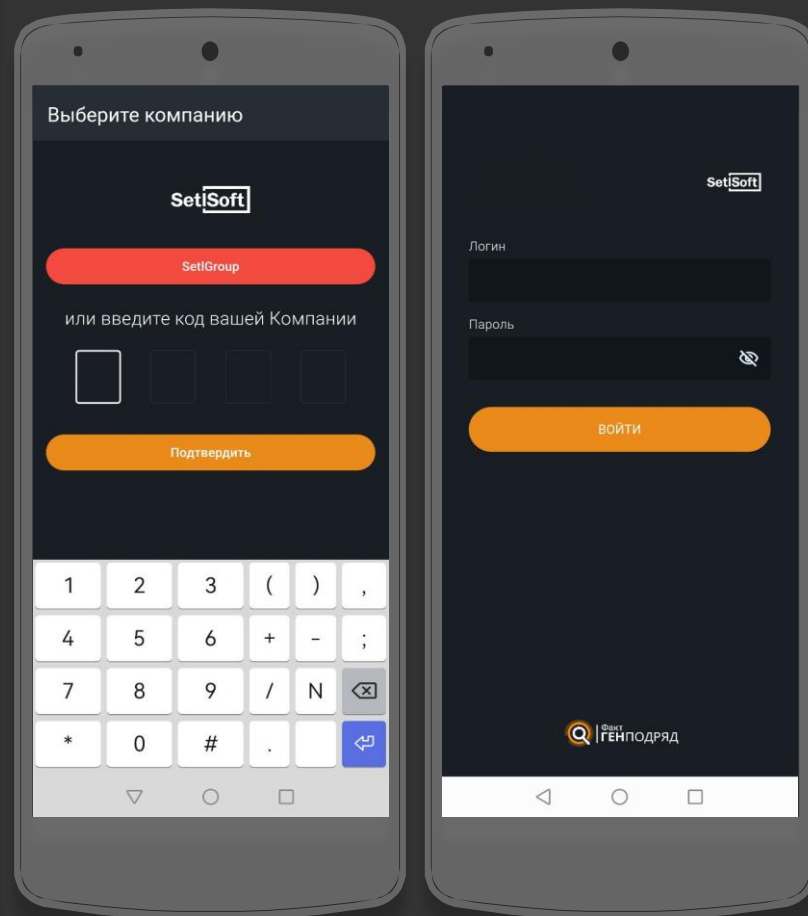 Выберите компанию
SetlSoft
SetlGroup
или введите код вашей Компании
Подтвердить
1 2 3 ( ) ,
4 5 6 + - ;
7 8 9 / N
* 0 # .
SetlSoft
Логин
Пароль
ВОЙТИ
Факт
ГЕНПОДРЯД